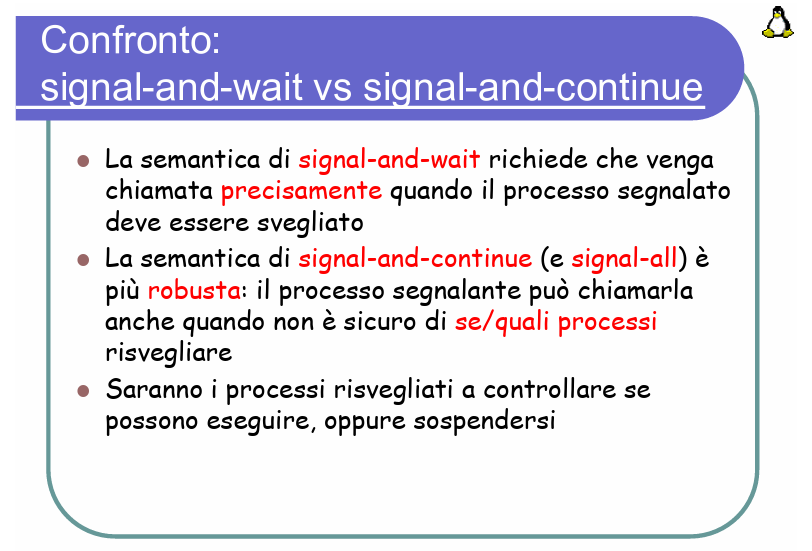 Confronto:
signal-and-wait vs signal-and-continue
La semantica di signal-and-wait richiede che venga
chiamata precisamente quando il processo segnalato
deve essere svegliato
La semantica di signal-and-continue (e signal-all) è
più robusta: il processo segnalante può chiamarla
anche quando non è sicuro di se/quali processi
risvegliare
Saranno i processi risvegliati a controllare se
possono eseguire, oppure sospendersi